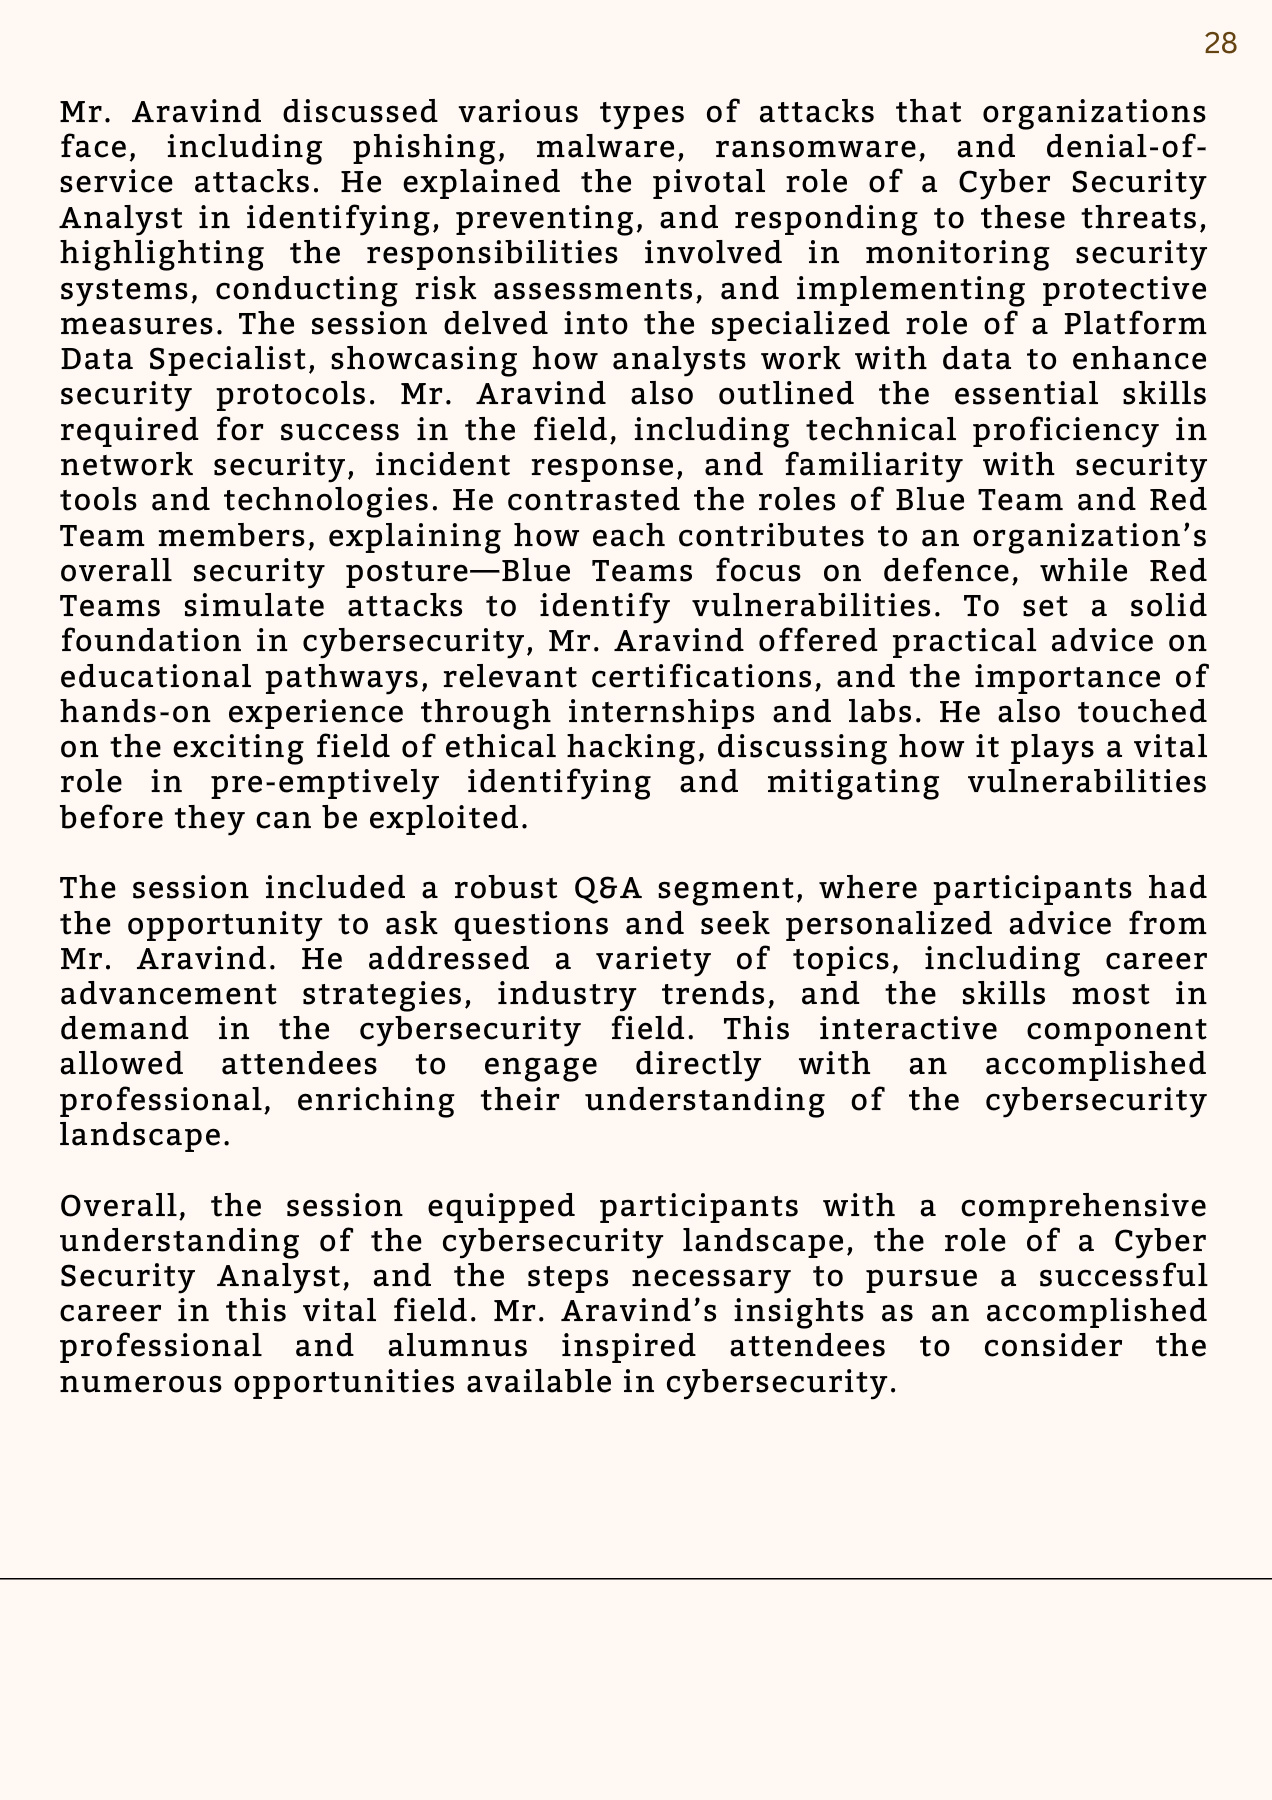 28
Mr. Aravind discussed various types of attacks that organizations
face, including phishing, malware, ransomware, and denial-of-
service attacks. He explained the pivotal role of a Cyber Security
Analyst in identifying, preventing, and responding to these threats,
highlighting the responsibilities involved in monitoring security
systems, conducting risk assessments, and implementing protective
measures. The session delved into the specialized role of a Platform
Data Specialist, showcasing how analysts work with data to enhance
security protocols. Mr. Aravind also outlined the essential skills
required for success in the field, including technical proficiency in
network security, incident response, and familiarity with security
tools and technologies. He contrasted the roles of Blue Team and Red
Team members, explaining how each contributes to an organization’s
overall security posture—Blue Teams focus on defence, while Red
Teams simulate attacks to identify vulnerabilities. To set a solid
foundation in cybersecurity, Mr. Aravind offered practical advice on
educational pathways, relevant certifications, and the importance of
hands-on experience through internships and labs. He also touched
on the exciting field of ethical hacking, discussing how it plays a vital
role in pre-emptively identifying and mitigating vulnerabilities
before they can be exploited.
The session included a robust Q&A segment, where participants had
the opportunity to ask questions and seek personalized advice from
Mr. Aravind. He addressed a variety of topics, including career
advancement strategies, industry trends, and the skills most in
demand in the cybersecurity field. This interactive component
allowed attendees to engage directly with an accomplished
professional, enriching their understanding of the cybersecurity
landscape.
Overall, the session equipped participants with a comprehensive
understanding of the cybersecurity landscape, the role of a Cyber
Security Analyst, and the steps necessary to pursue a successful
career in this vital field. Mr. Aravind’s insights as an accomplished
professional and alumnus inspired attendees to consider the
numerous opportunities available in cybersecurity.